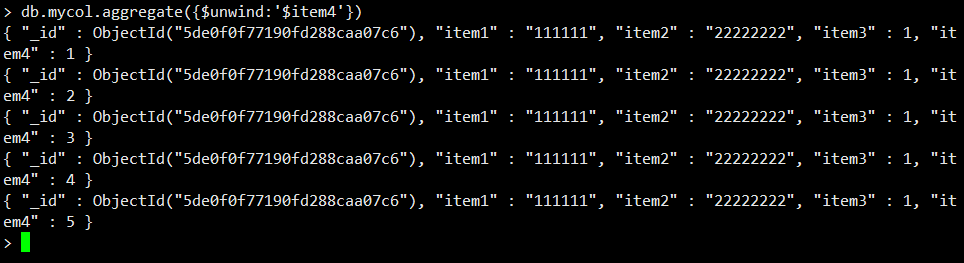 > db.mycol.aggregate({$unwind:'$item4'})
{ "_id" : ObjectId("5de0f0f77190fd288caa07c6"), "item1" : "111111", "item2" : "22222222", "item3" : 1, "it
em4" : 1 }
{ "_id" : ObjectId("5de0f0f77190fd288caa07c6"), "item1" : "111111", "item2" : "22222222", "item3" : 1, "it
em4" : 2 }
{ "_id" : ObjectId("5de0f0f77190fd288caa07c6"), "item1" : "111111", "item2" : "22222222", "item3" : 1, "it
em4" : 3 }
{ "_id" : ObjectId("5de0f0f77190fd288caa07c6"), "item1" : "111111", "item2" : "22222222", "item3" : 1, "it
em4" : 4 }
{ "_id" : ObjectId("5de0f0f77190fd288caa07c6"), "item1" : "111111", "item2" : "22222222", "item3" : 1, "it
em4" : 5 }
>